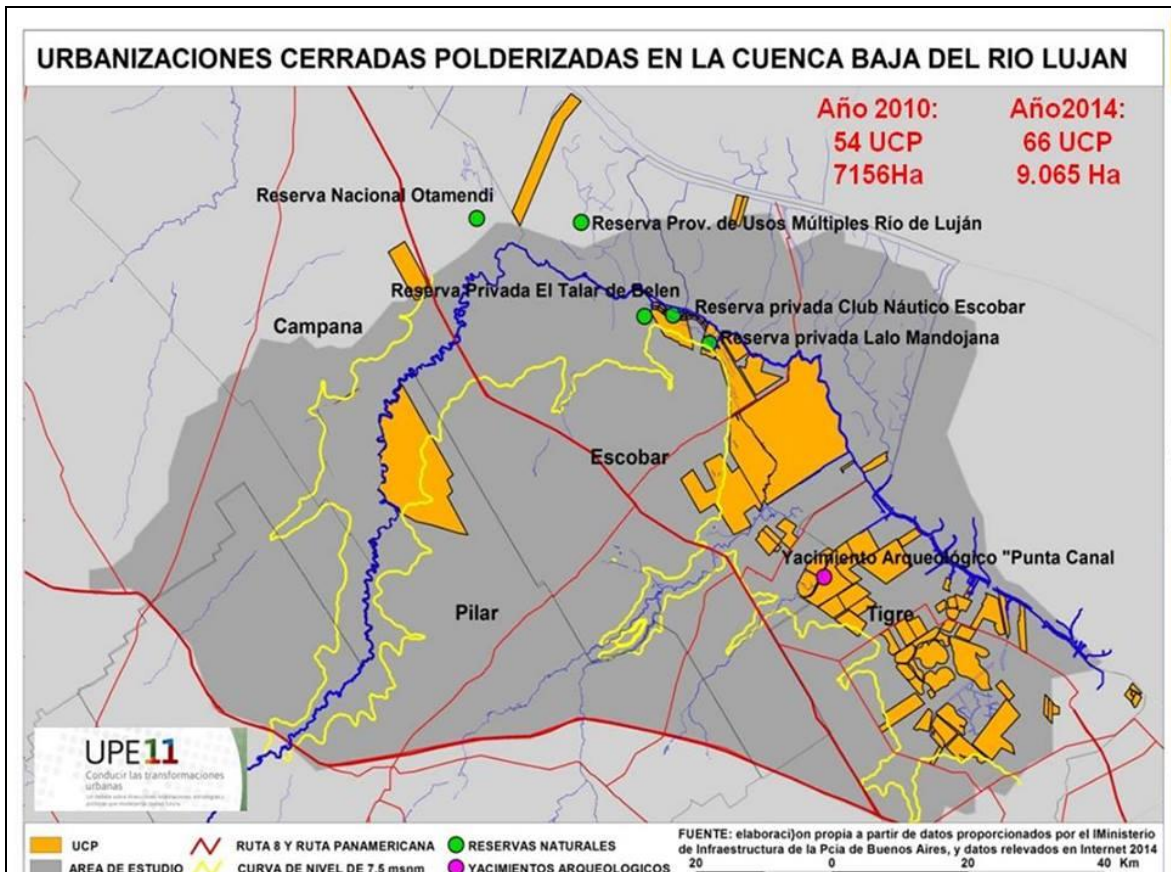 URBANIZACIONES CERRADAS POLDERIZADAS EN LA CUENCA BAJA DEL RIO LUJAN
Año 2010:
54 UCP
7156Ha
Año2014:
66 UCP
9.065 Ha
Reserva Nacional Otamendi
Reserva Prov. de Usos Múltiples Río de Luján
Reserva Privada El Talar de Belen
Reserva privada Club Náutico Escobar
Campana
Reserva privada Lalo Mandojana
Escobar
Yacimiento Arqueológico "Punta Canal
Pilar
Tigre
UPE11
Conducir las transformaciones
urbanas
UCP
RUTA 8 Y RUTA PANAMERICANA
RESERVAS NATURALES
AREA DE ESTUDIO
CURVA DE NIVEL DE 7.5 msnm
YACIMIENTOS ARQUEOLOGICOS
FUENTE: elaboraci}on propia a partir de datos proporcionados por el IMinisterio
de Infraestructura de la Pcia de Buenos Aires, y datos relevados en Internet 2014
20 0 20 40 Km